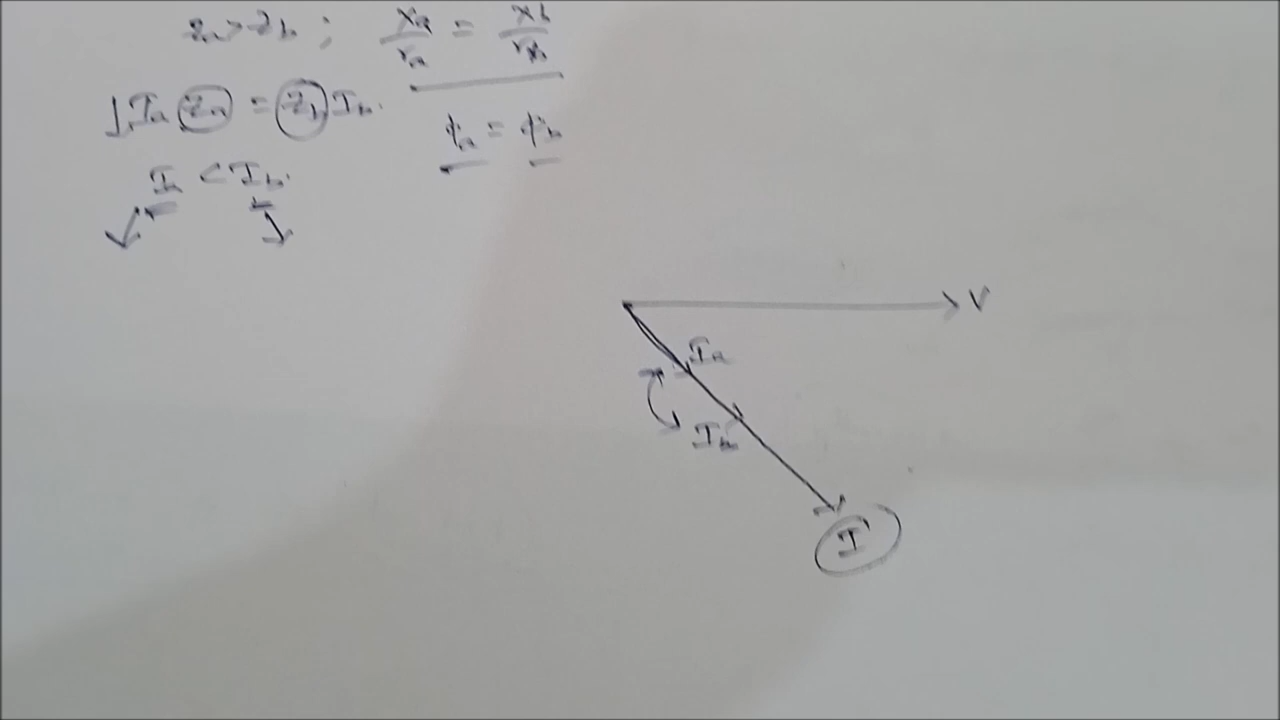 Za > Zb ; Xa/ra = Xb/rb
↓Ia Za = Zb Ib.
ϕa = ϕb
Ia < Ib.
V
Ia
Ib
I